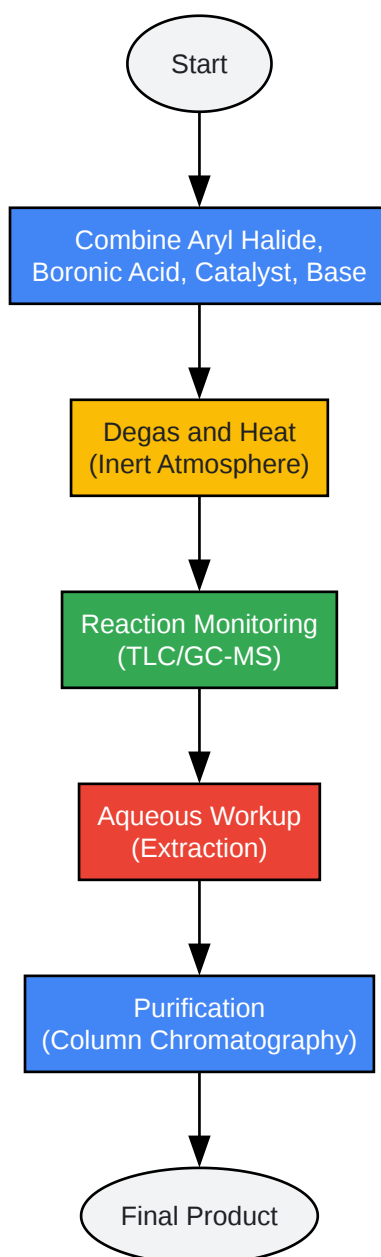 Start
Combine Aryl Halide,
Boronic Acid, Catalyst, Base
Degas and Heat
(Inert Atmosphere)
Reaction Monitoring
(TLC/GC-MS)
Aqueous Workup
(Extraction)
Purification
(Column Chromatography)
Final Product